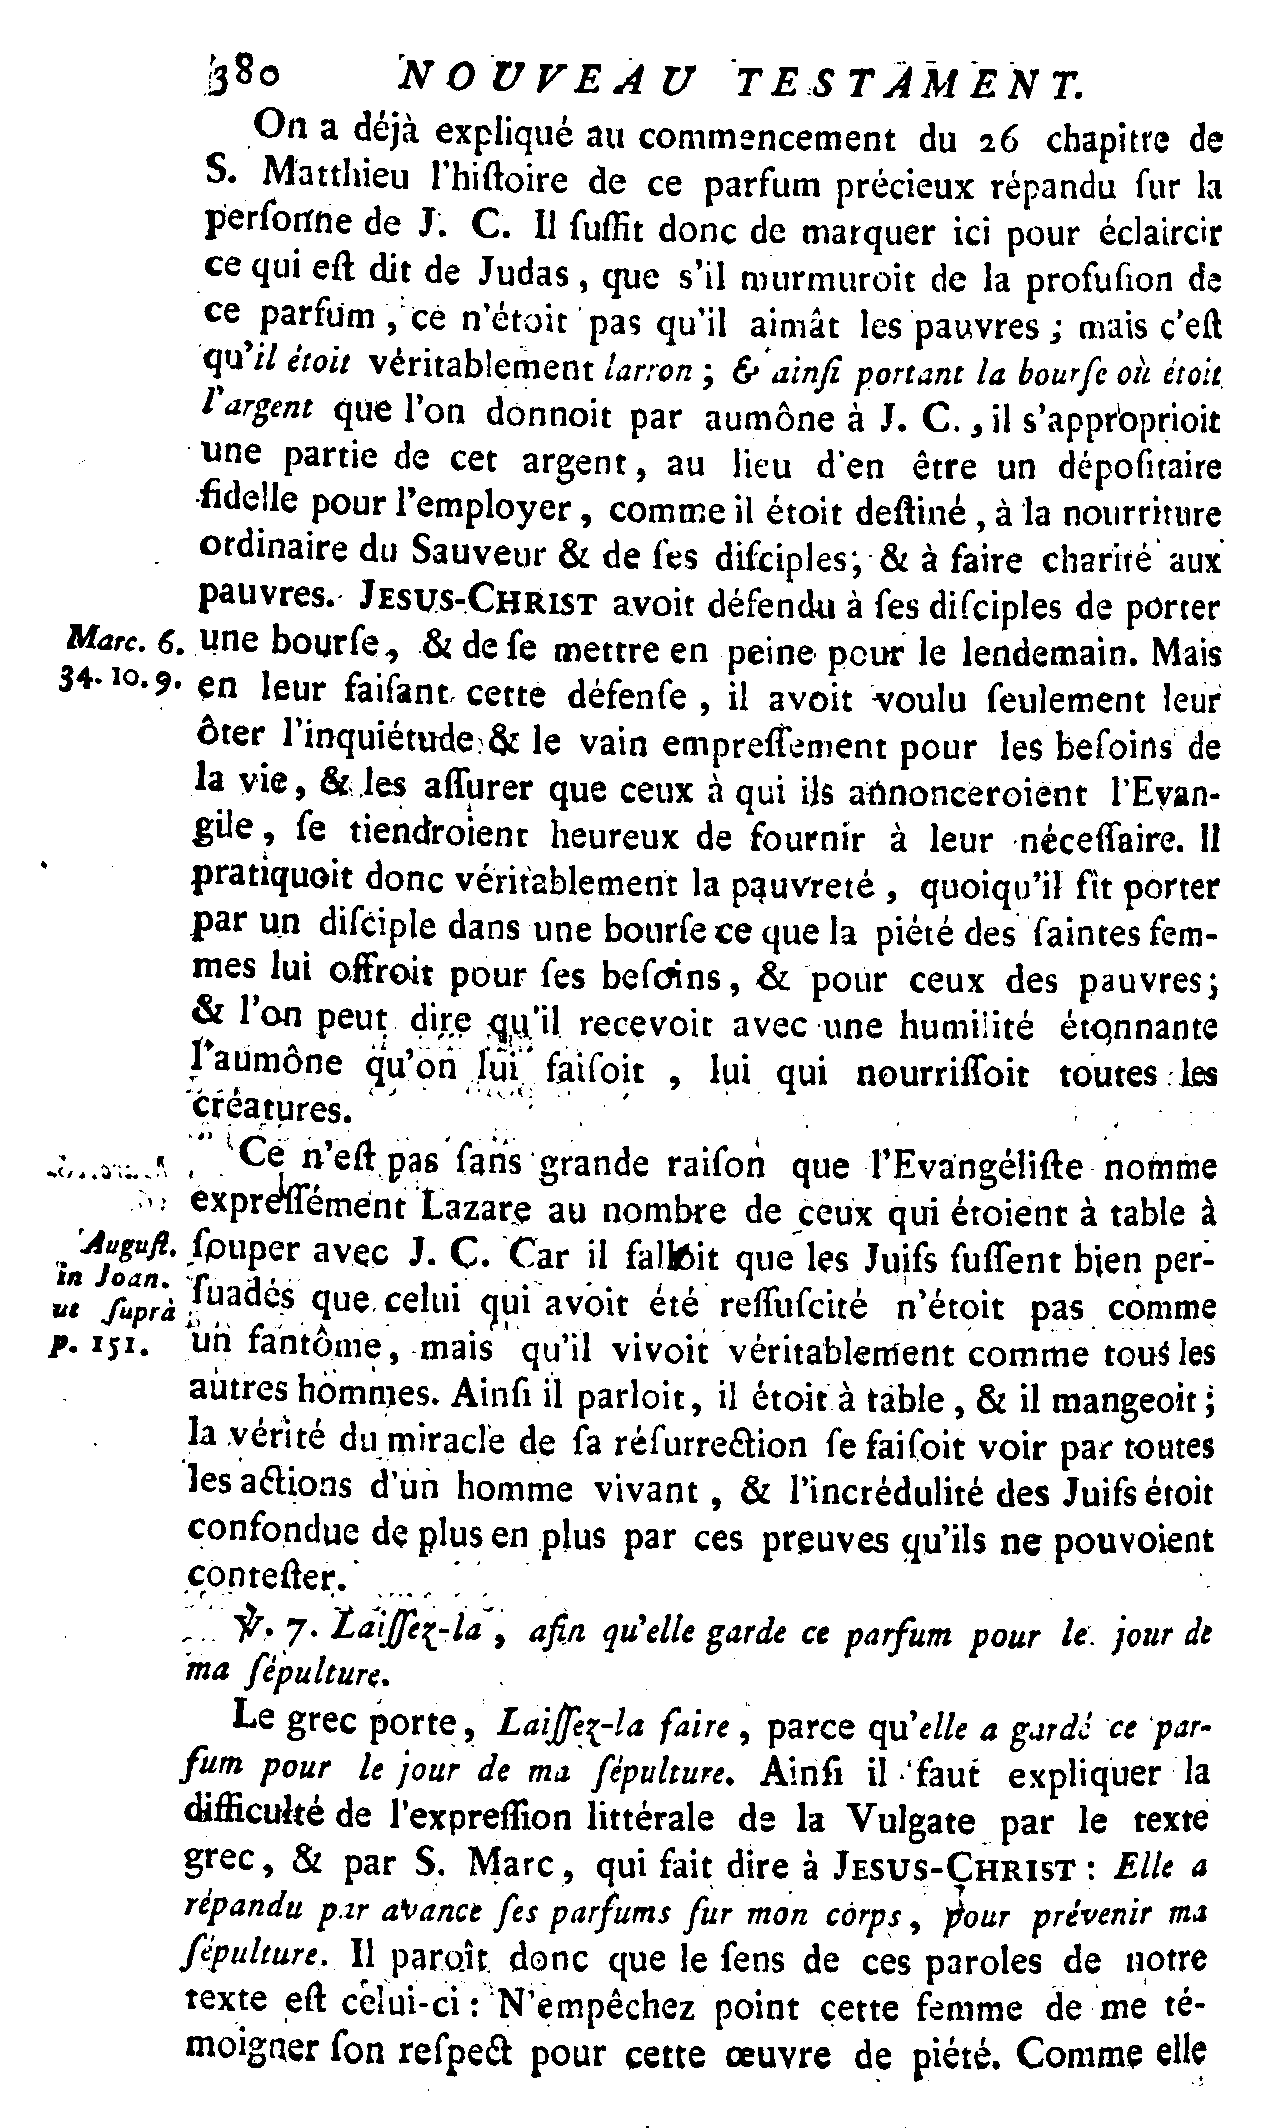 380 NOUVEAU TESTAMENT.
On a déjà expliqué au commencement du 26 chapitre de
S. Matthieu l'hiſtoire de ce parfum précieux répandu ſur la
perſonne de J. C. Il ſuffit donc de marquer ici pour éclaircir
ce qui eſt dit de Judas, que s'il murmuroit de la profuſion de
ce parfum, ce n'étoit pas qu'il aimât les pauvres; mais c'eſt
qu'il étoit véritablement larron; & ainſi portant la bourſe où étoit
l'argent que l'on donnoit par aumône à J. C., il s'approprioit
une partie de cet argent, au lieu d'en être un dépoſitaire
fidelle pour l'employer, comme il étoit deſtiné, à la nourriture
ordinaire du Sauveur & de ſes diſciples; & à faire charité aux
pauvres. JESUS-CHRIST avoit défendu à ſes diſciples de porter
Marc. 6. une bourſe, & de ſe mettre en peine pour le lendemain. Mais
34. 10. 9. en leur faiſant cette défenſe, il avoit voulu ſeulement leur
ôter l'inquiétude & le vain empreſſement pour les beſoins de
la vie, & les aſſurer que ceux à qui ils annonceroient l'Evan-
gile, ſe tiendroient heureux de fournir à leur néceſſaire. Il
pratiquoit donc véritablement la pauvreté, quoiqu'il fît porter
par un diſciple dans une bourſe ce que la piété des ſaintes fem-
mes lui offroit pour ſes beſoins, & pour ceux des pauvres;
& l'on peut dire qu'il recevoit avec une humilité étonnante
l'aumône qu'on lui faiſoit, lui qui nourriſſoit toutes les
créatures.
Ce n'eſt pas ſans grande raiſon que l'Evangéliſte nomme
expreſſément Lazare au nombre de ceux qui étoient à table à
Auguſt. ſouper avec J. C. Car il falloit que les Juifs fuſſent bien per-
in Joan. ſuadés que celui qui avoit été reſſuſcité n'étoit pas comme
ut ſuprà
p. 151. un fantôme, mais qu'il vivoit véritablement comme tous les
autres hommes. Ainſi il parloit, il étoit à table, & il mangeoit;
la vérité du miracle de ſa réſurrection ſe faiſoit voir par toutes
les actions d'un homme vivant, & l'incrédulité des Juifs étoit
confondue de plus en plus par ces preuves qu'ils ne pouvoient
conteſter.
℣. 7. Laiſſez-la, afin qu'elle garde ce parfum pour le jour de
ma ſépulture.
Le grec porte, Laiſſez-la faire, parce qu'elle a gardé ce par-
fum pour le jour de ma ſépulture. Ainſi il faut expliquer la
difficulté de l'expreſſion littérale de la Vulgate par le texte
grec, & par S. Marc, qui fait dire à JESUS-CHRIST: Elle a
répandu par avance ſes parfums ſur mon corps, pour prévenir ma
ſépulture. Il paroît donc que le ſens de ces paroles de notre
texte eſt celui-ci: N'empêchez point cette femme de me té-
moigner ſon reſpect pour cette œuvre de piété. Comme elle